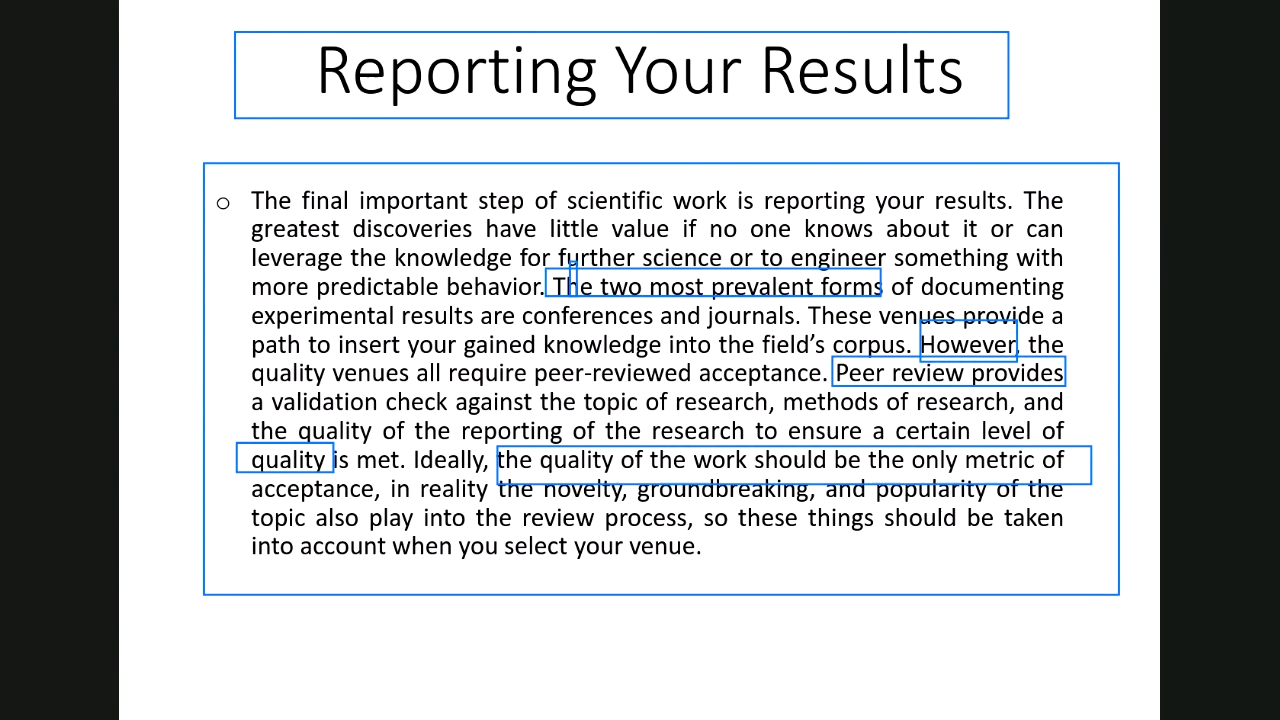 Reporting Your Results
o The final important step of scientific work is reporting your results. The
greatest discoveries have little value if no one knows about it or can
leverage the knowledge for further science or to engineer something with
more predictable behavior. The two most prevalent forms of documenting
experimental results are conferences and journals. These venues provide a
path to insert your gained knowledge into the field’s corpus. However, the
quality venues all require peer-reviewed acceptance. Peer review provides
a validation check against the topic of research, methods of research, and
the quality of the reporting of the research to ensure a certain level of
quality is met. Ideally, the quality of the work should be the only metric of
acceptance, in reality the novelty, groundbreaking, and popularity of the
topic also play into the review process, so these things should be taken
into account when you select your venue.